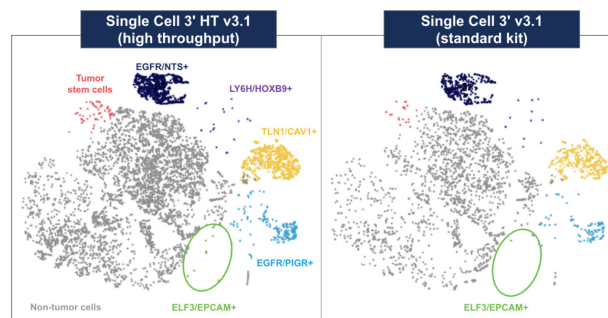 Single Cell 3' HT v3.1
(high throughput)
Single Cell 3' v3.1
(standard kit)
EGFR/NTS+
Tumor
stem cells
LY6H/HOXB9+
TLN1/CAV1+
EGFR/PIGR+
Non-tumor cells
ELF3/EPCAM+
ELF3/EPCAM+